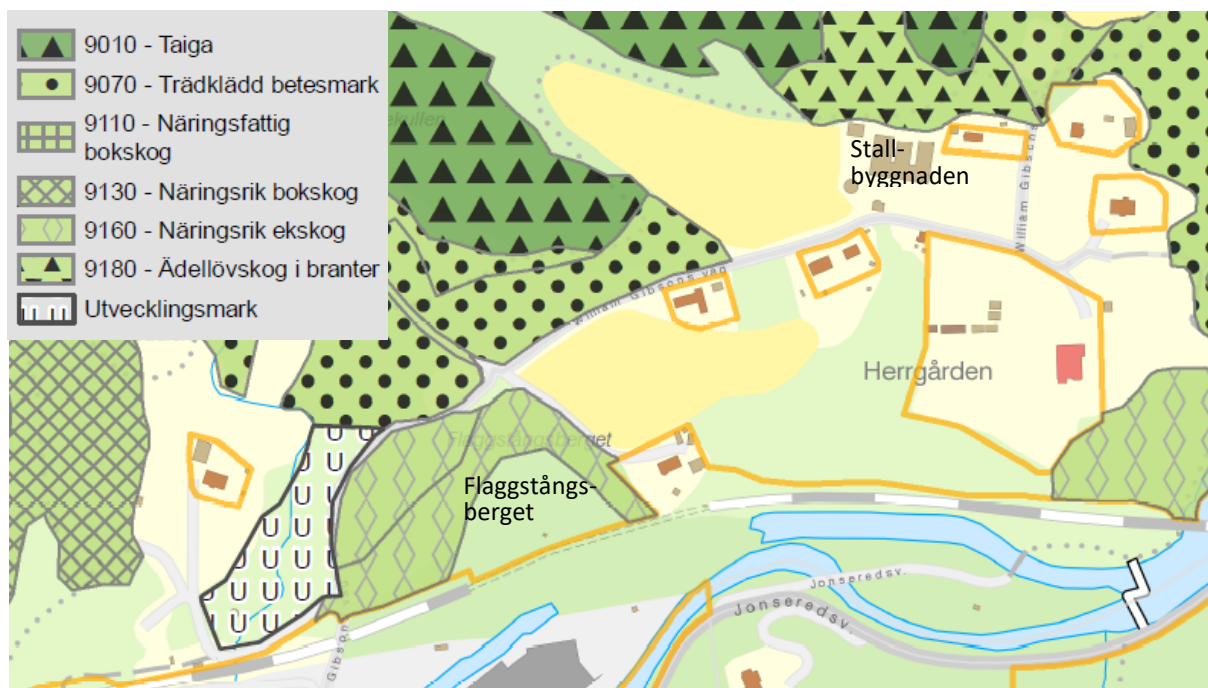 9010 - Taiga
9070 - Trädklädd betesmark
9110 - Näringsfattig
bokskog
9130 - Näringsrik bokskog
9160 - Näringsrik ekskog
9180 - Ädellövskog i branter
Utvecklingsmark
Stall-
byggnaden
William Gibsons
William Gibsons väg
Herrgården
Flaggstångsberget
Flaggstångs-
berget
Jonseredsv.
Jonseredsv.
Gibson